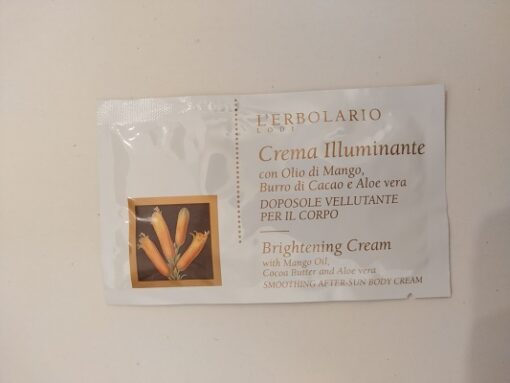 L'ERBOLARIO
LODI
Crema Illuminante
con Olio di Mango,
Burro di Cacao e Aloe vera
DOPOSOLE VELLUTANTE
PER IL CORPO
Brightening Cream
with Mango Oil,
Cocoa Butter and Aloe vera
SMOOTHING AFTER-SUN BODY CREAM